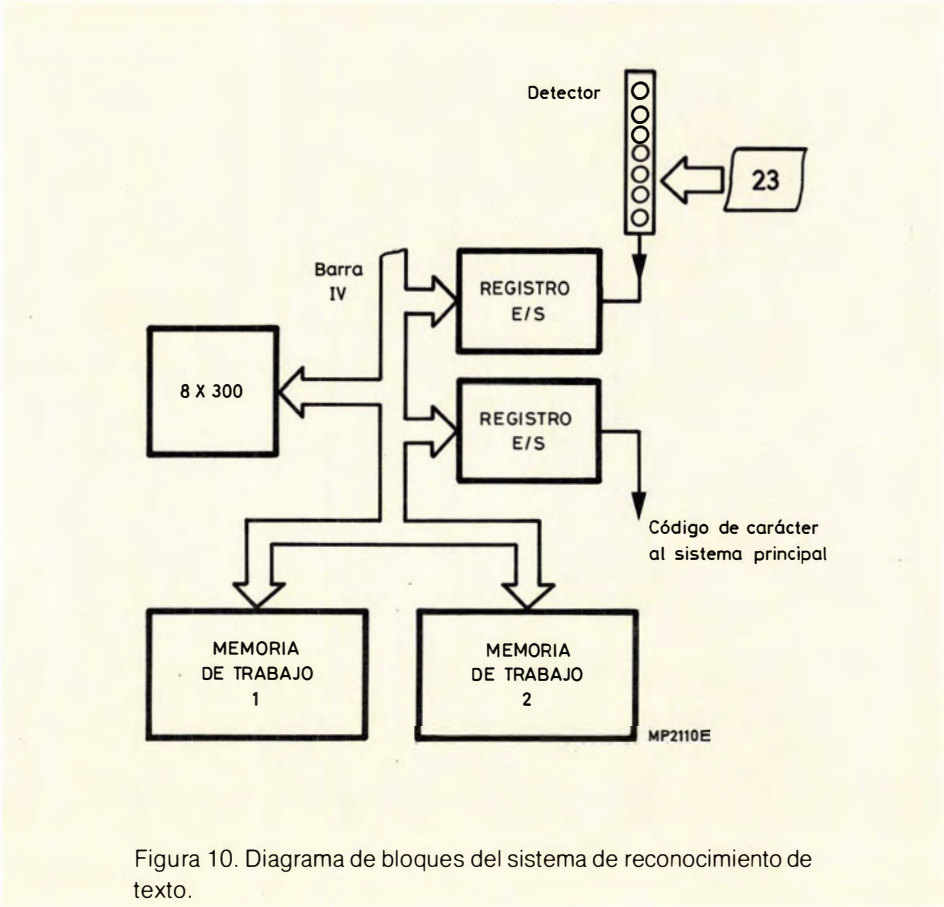 Detector
23
Barra
IV
REGISTRO
E/S
8 X 300
REGISTRO
E/S
Código de carácter
al sistema principal
MEMORIA
DE TRABAJO
1
MEMORIA
DE TRABAJO
2
MP2110E
Figura 10. Diagrama de bloques del sistema de reconocimiento de
texto.